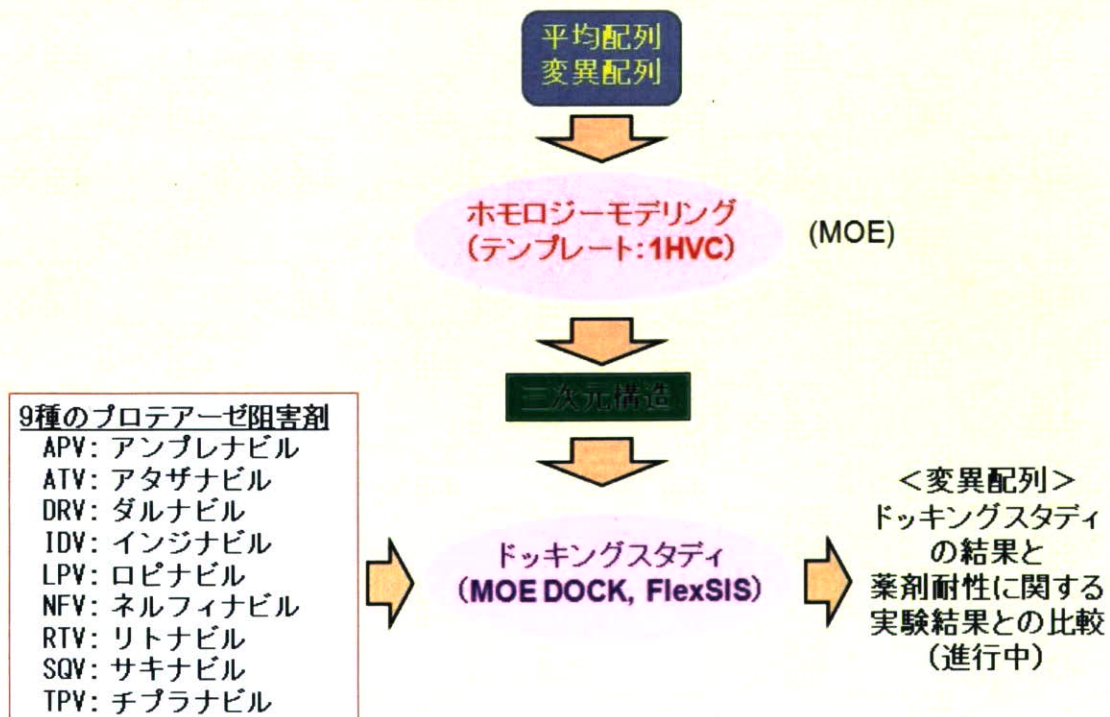 平均配列
変異配列
ホモロジーモデリング
(テンプレート:1HVC)
(MOE)
三次元構造
9種のプロテアーゼ阻害剤
APV: アンプレナビル
ATV: アタザナビル
DRV: ダルナビル
IDV: インジナビル
LPV: ロピナビル
NFV: ネルフィナビル
RTV: リトナビル
SQV: サキナビル
TPV: チプラナビル
ドッキングスタディ
(MOE DOCK, FlexSIS)
<変異配列>
ドッキングスタディ
の結果と
薬剤耐性に関する
実験結果との比較
(進行中)